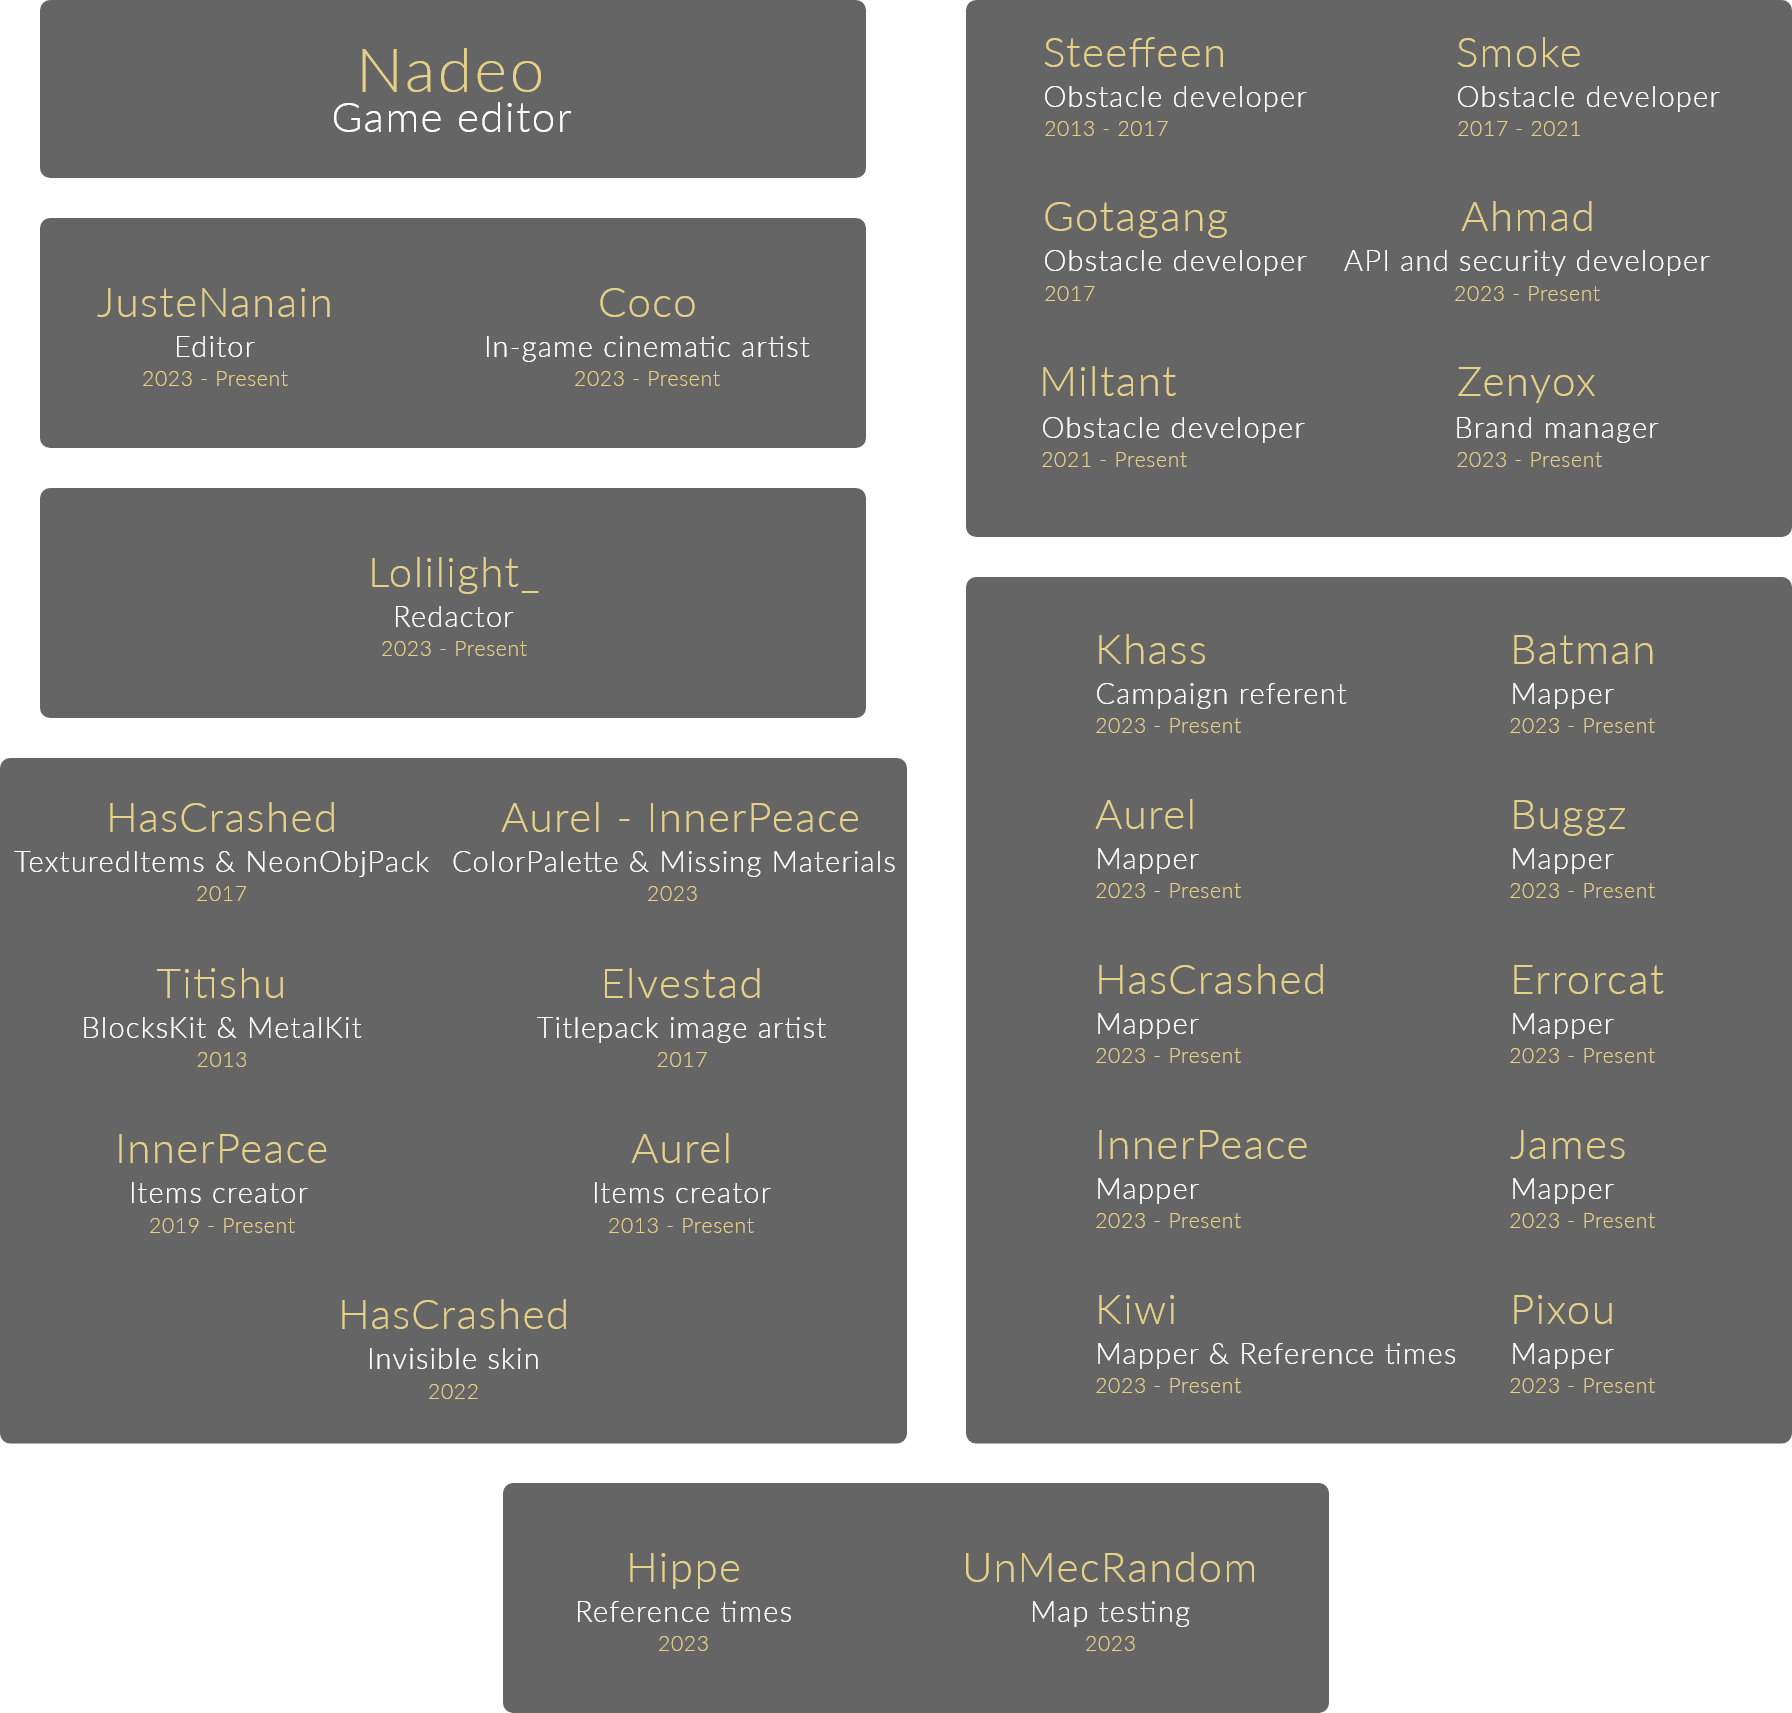 Nadeo
Game editor
JusteNanain
Editor
2023 - Present
Coco
In-game cinematic artist
2023 - Present
Lolilight_
Redactor
2023 - Present
HasCrashed
TexturedItems & NeonObjPack
2017
Aurel - InnerPeace
ColorPalette & Missing Materials
2023
Titishu
BlocksKit & MetalKit
2013
Elvestad
Titlepack image artist
2017
InnerPeace
Items creator
2019 - Present
Aurel
Items creator
2013 - Present
HasCrashed
Invisible skin
2022
Steeffeen
Obstacle developer
2013 - 2017
Smoke
Obstacle developer
2017 - 2021
Gotagang
Obstacle developer
2017
Ahmad
API and security developer
2023 - Present
Miltant
Obstacle developer
2021 - Present
Zenyox
Brand manager
2023 - Present
Khass
Campaign referent
2023 - Present
Batman
Mapper
2023 - Present
Aurel
Mapper
2023 - Present
Buggz
Mapper
2023 - Present
HasCrashed
Mapper
2023 - Present
Errorcat
Mapper
2023 - Present
InnerPeace
Mapper
2023 - Present
James
Mapper
2023 - Present
Kiwi
Mapper & Reference times
2023 - Present
Pixou
Mapper
2023 - Present
Hippe
Reference times
2023
UnMecRandom
Map testing
2023